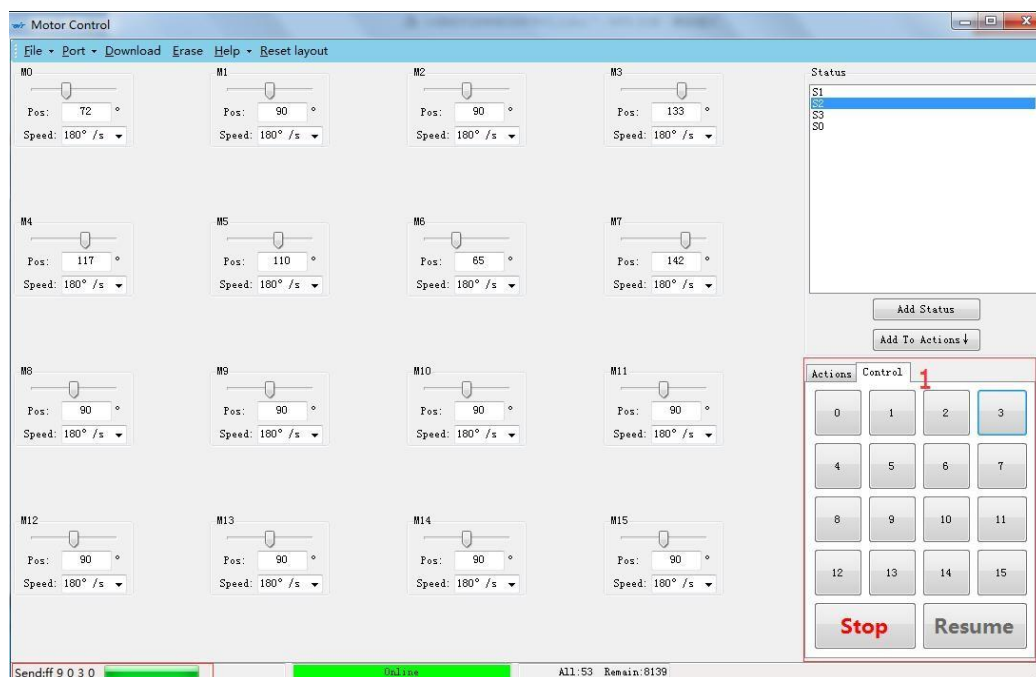 Motor Control
File Port Download Erase Help Reset layout
M0 M1 M2 M3
Pos: 72 ° Pos: 90 ° Pos: 90 ° Pos: 133 °
Speed: 180° /s Speed: 180° /s Speed: 180° /s Speed: 180° /s
M4 M5 M6 M7
Pos: 117 ° Pos: 110 ° Pos: 65 ° Pos: 142 °
Speed: 180° /s Speed: 180° /s Speed: 180° /s Speed: 180° /s
M8 M9 M10 M11
Pos: 90 ° Pos: 90 ° Pos: 90 ° Pos: 90 °
Speed: 180° /s Speed: 180° /s Speed: 180° /s Speed: 180° /s
M12 M13 M14 M15
Pos: 90 ° Pos: 90 ° Pos: 90 ° Pos: 90 °
Speed: 180° /s Speed: 180° /s Speed: 180° /s Speed: 180° /s
Status
S1
S2
S3
S0
Add Status
Add To Actions↓
Actions Control 1
0 1 2 3
4 5 6 7
8 9 10 11
12 13 14 15
Stop Resume
Send:ff 9 0 3 0 Online All:53 Remain:8139